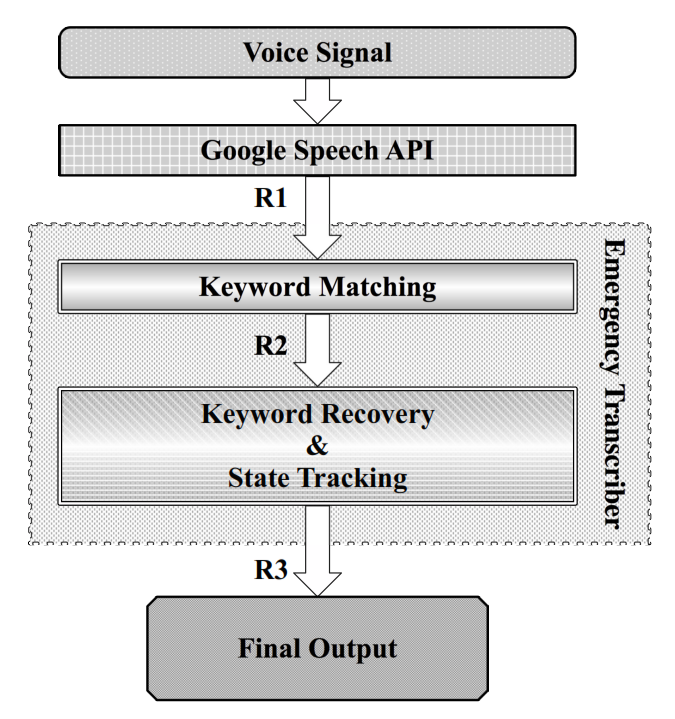 Voice Signal
Google Speech API
R1
Emergency Transcriber
Keyword Matching
R2
Keyword Recovery
&
State Tracking
R3
Final Output